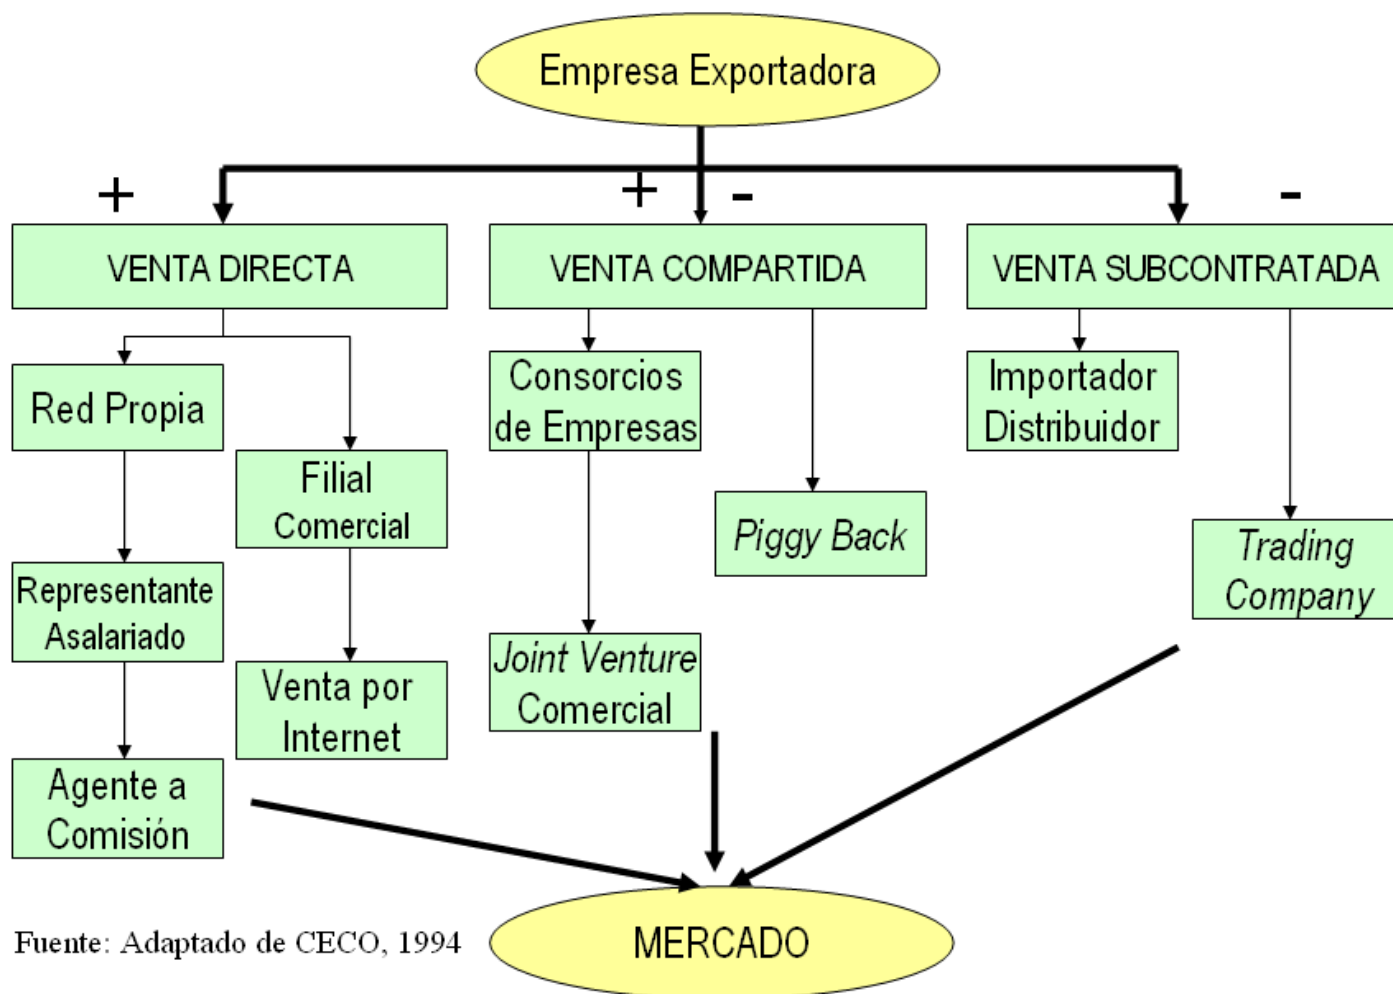 Empresa Exportadora
+
+
-
-
VENTA DIRECTA
VENTA COMPARTIDA
VENTA SUBCONTRATADA
Red Propia
Filial
Comercial
Representante
Asalariado
Venta por
Internet
Agente a
Comisión
Consorcios
de Empresas
Piggy Back
Joint Venture
Comercial
Importador
Distribuidor
Trading
Company
MERCADO
Fuente: Adaptado de CECO, 1994